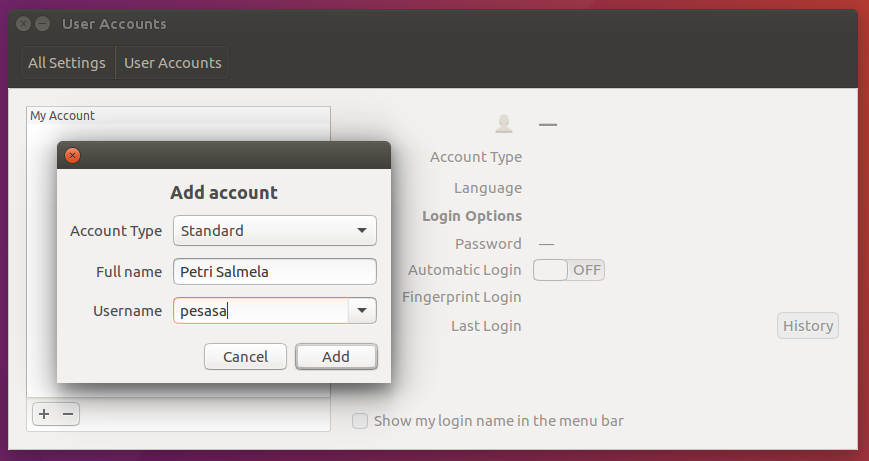 User Accounts
All Settings
User Accounts
My Account
Add account
Account Type
Standard
Full name
Petri Salmela
Username
pesasa
Cancel
Add
—
Account Type
Language
Login Options
Password —
Automatic Login OFF
Fingerprint Login
Last Login
History
Show my login name in the menu bar